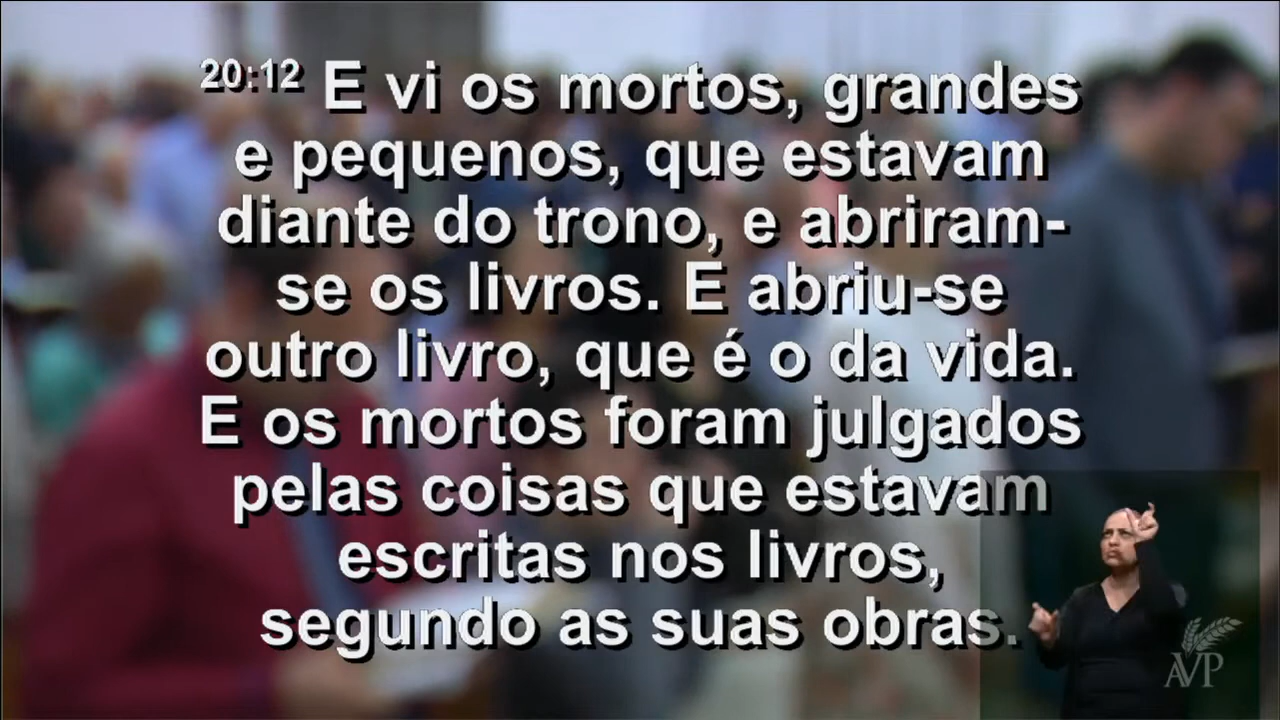 20:12 E vi os mortos, grandes
e pequenos, que estavam
diante do trono, e abriram-
se os livros. E abriu-se
outro livro, que é o da vida.
E os mortos foram julgados
pelas coisas que estavam
escritas nos livros,
segundo as suas obras.
AVP